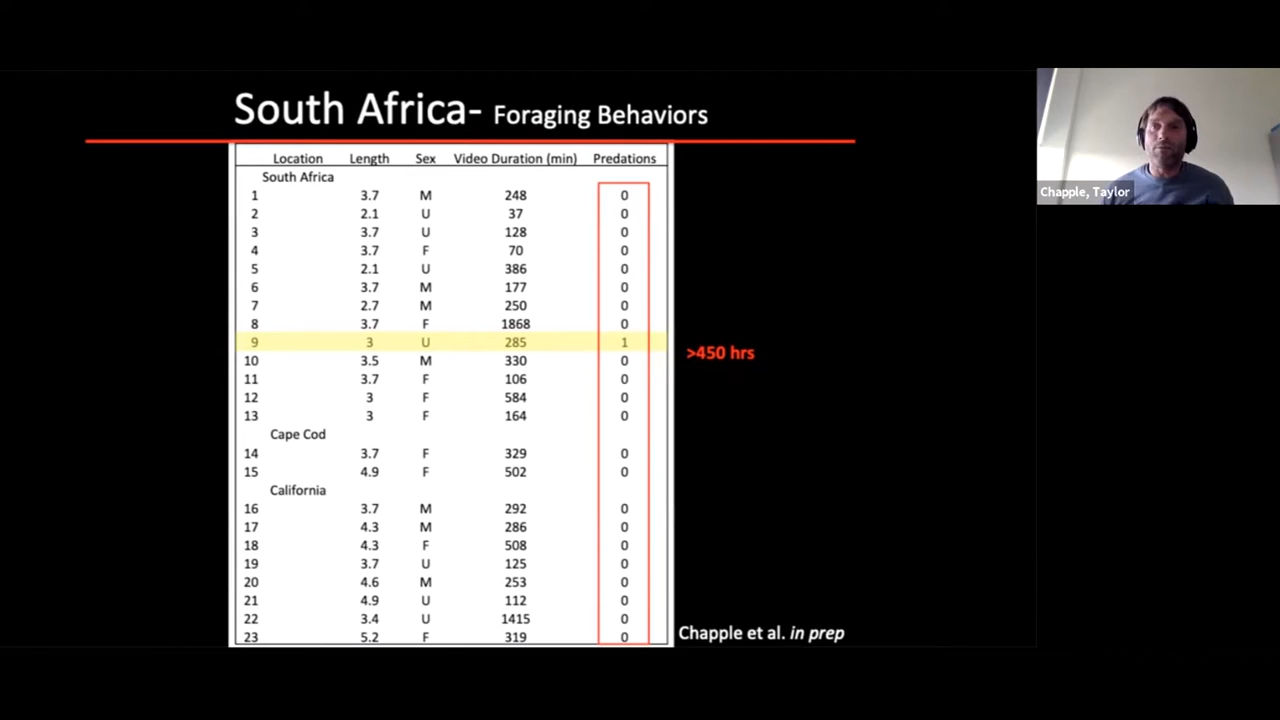 South Africa- Foraging Behaviors
Location Length Sex Video Duration (min) Predations
South Africa
1 3.7 M 248 0
2 2.1 U 37 0
3 3.7 U 128 0
4 3.7 F 70 0
5 2.1 U 386 0
6 3.7 M 177 0
7 2.7 M 250 0
8 3.7 F 1868 0
9 3 U 285 1
10 3.5 M 330 0
11 3.7 F 106 0
12 3 F 584 0
13 3 F 164 0
Cape Cod
14 3.7 F 329 0
15 4.9 F 502 0
California
16 3.7 M 292 0
17 4.3 M 286 0
18 4.3 F 508 0
19 3.7 U 125 0
20 4.6 M 253 0
21 4.9 U 112 0
22 3.4 U 1415 0
23 5.2 F 319 0
>450 hrs
Chapple et al. in prep
Chapple, Taylor